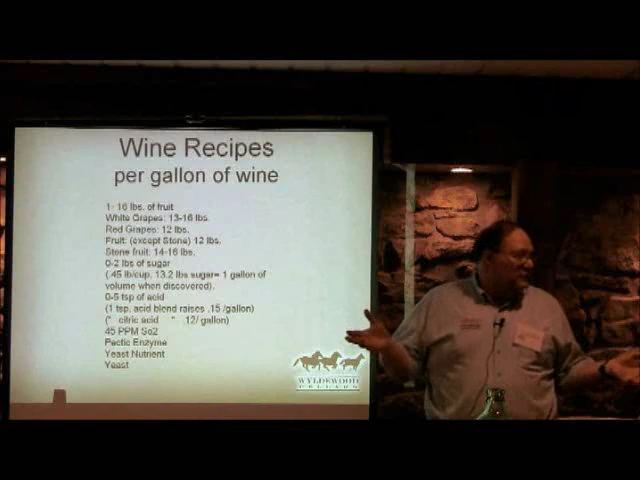 Wine Recipes
per gallon of wine
1- 16 lbs. of fruit
White Grapes: 13-16 lbs.
Red Grapes: 12 lbs.
Fruit: (except Stone) 12 lbs.
Stone fruit: 14-16 lbs.
0-2 lbs of sugar
(.45 lb/cup, 13.2 lbs sugar= 1 gallon of
volume when discovered).
0-5 tsp of acid
(1 tsp. acid blend raises .15 /gallon)
(" citric acid " .12/ gallon)
45 PPM So2
Pectic Enzyme
Yeast Nutrient
Yeast
WYLDEWOOD
CELLARS